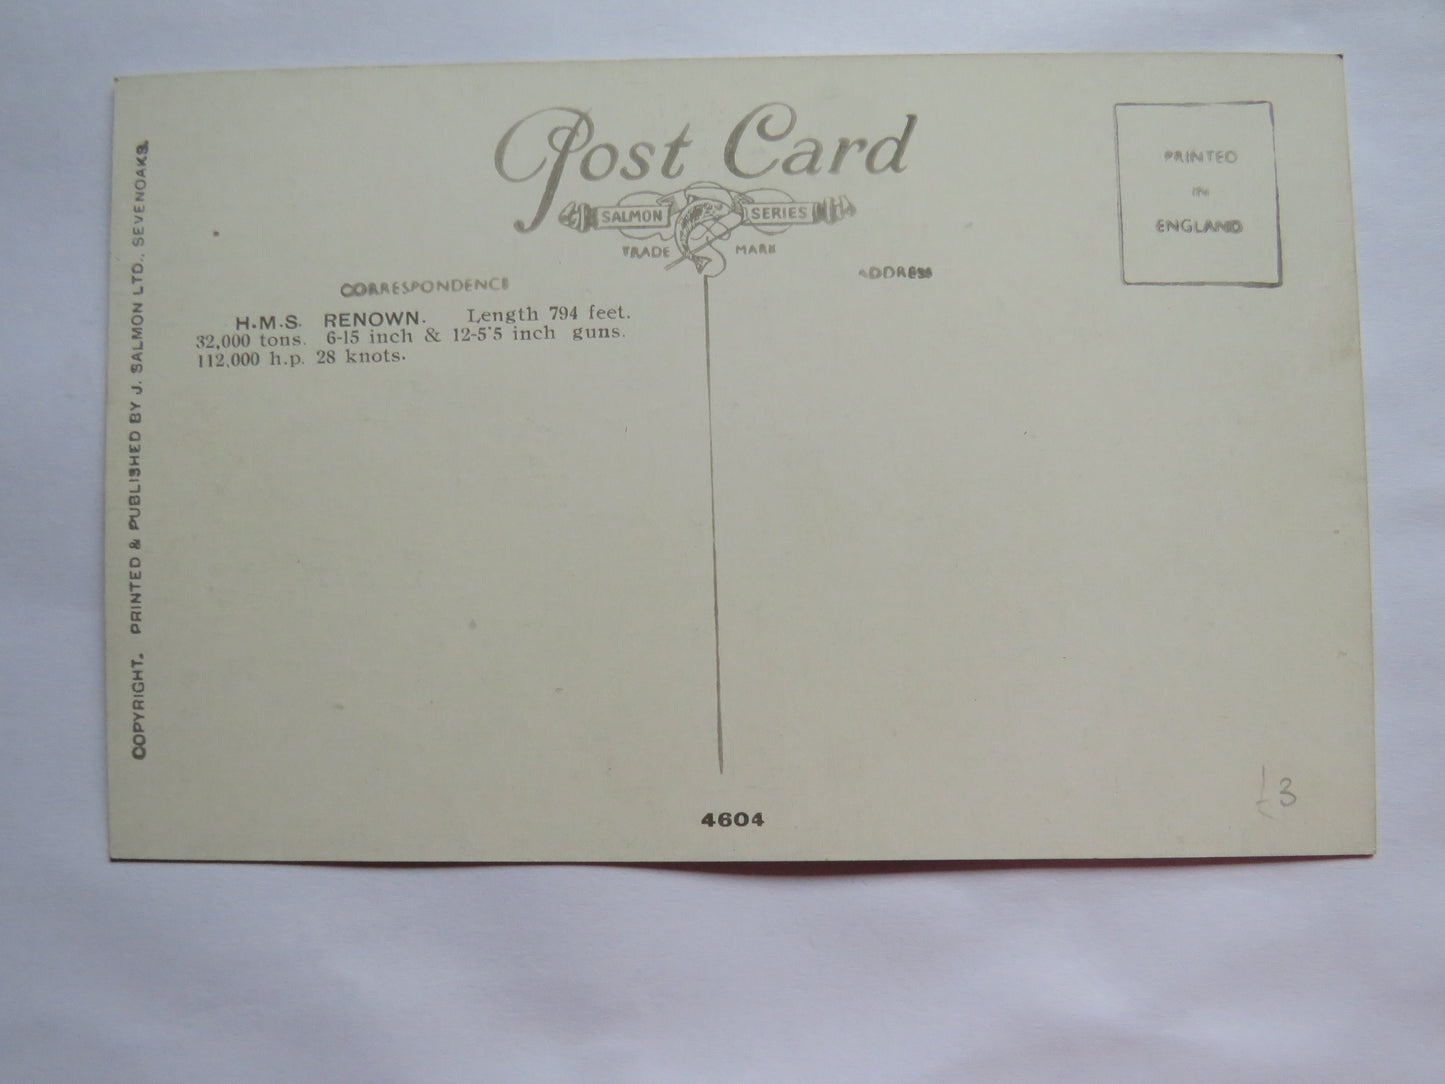 Post Card
SALMON SERIES
TRADE MARK
PRINTED
IN
ENGLAND
CORRESPONDENCE
ADDRESS
H.M.S. RENOWN. Length 794 feet.
32,000 tons. 6-15 inch & 12-5·5 inch guns.
112,000 h.p. 28 knots.
COPYRIGHT. PRINTED & PUBLISHED BY J. SALMON LTD., SEVENOAKS.
4604
£3